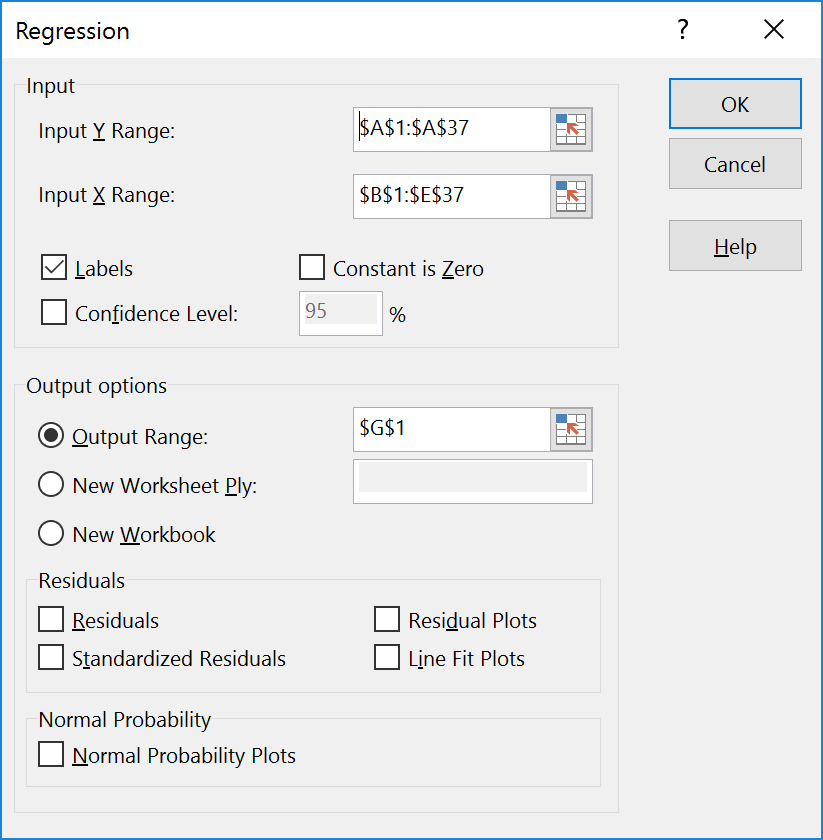 Regression ?
Input
Input Y Range: $A$1:$A$37
OK
Cancel
Input X Range: $B$1:$E$37
Help
Labels Constant is Zero
Confidence Level: 95 %
Output options
Output Range: $G$1
New Worksheet Ply:
New Workbook
Residuals
Residuals Residual Plots
Standardized Residuals Line Fit Plots
Normal Probability
Normal Probability Plots